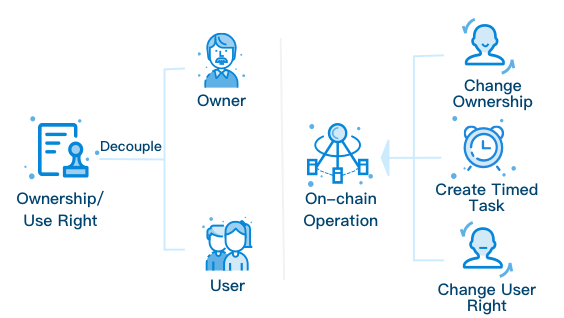 Ownership/
Use Right
Decouple
Owner
User
On-chain
Operation
Change
Ownership
Create Timed
Task
Change User
Right